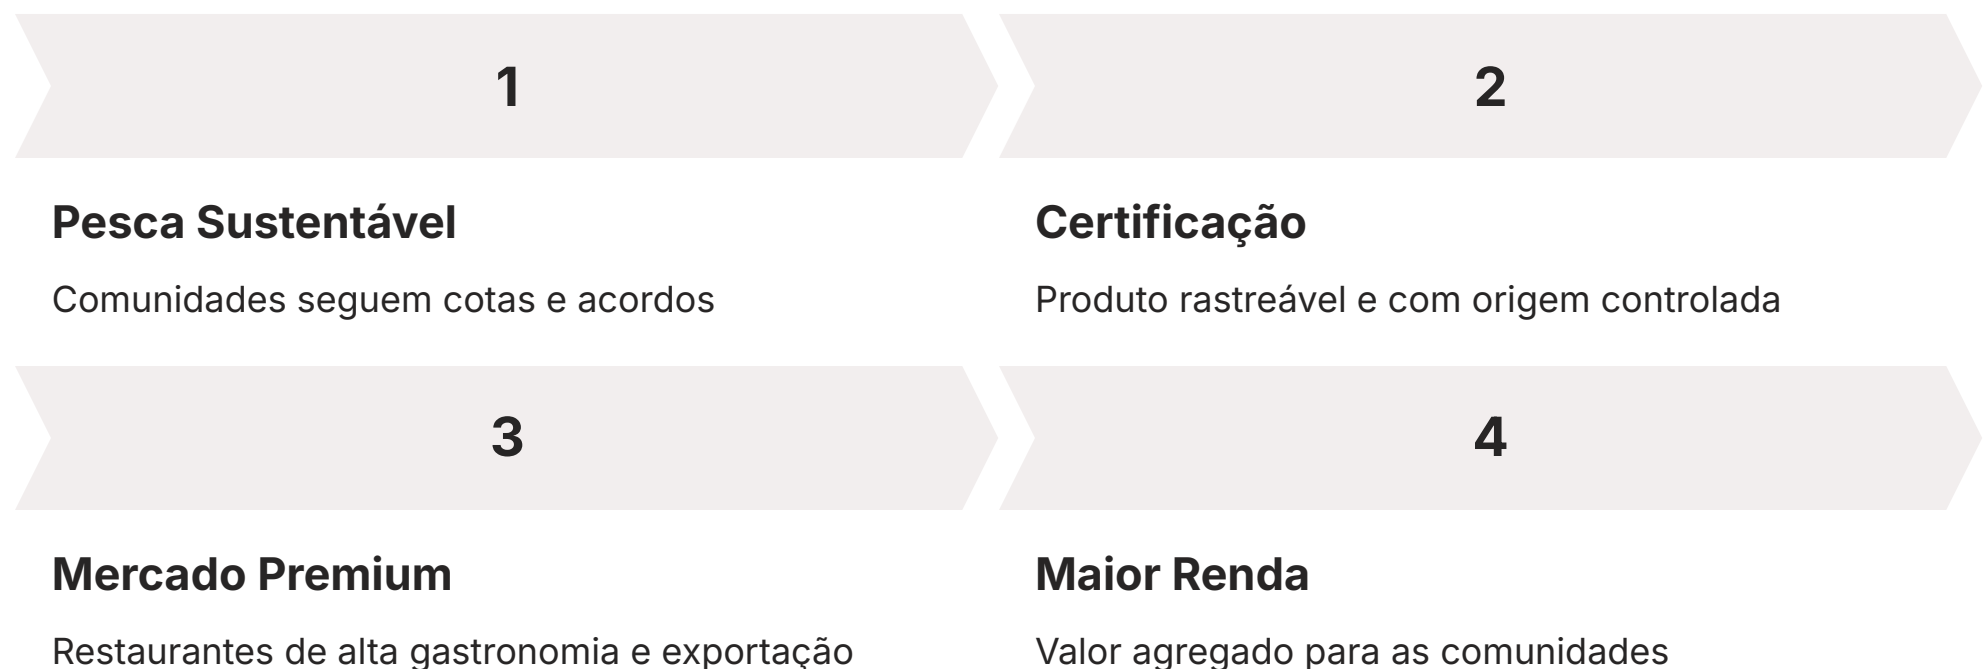 1
Pesca Sustentável
Comunidades seguem cotas e acordos
2
Certificação
Produto rastreável e com origem controlada
3
Mercado Premium
Restaurantes de alta gastronomia e exportação
4
Maior Renda
Valor agregado para as comunidades